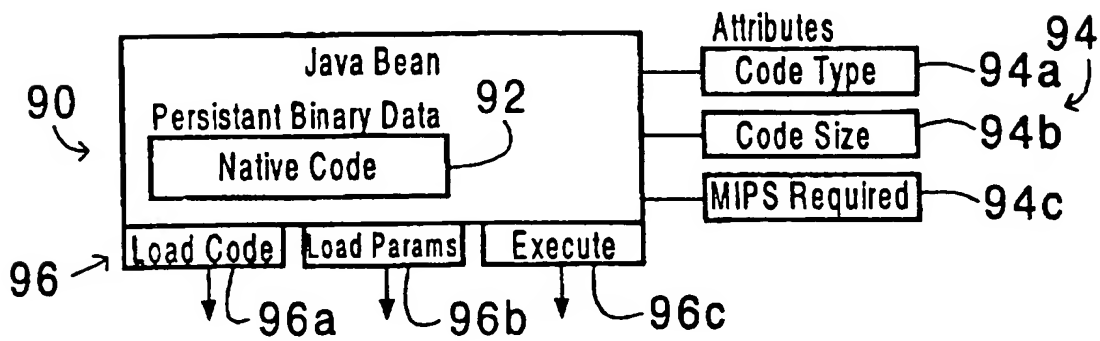 Attributes
94
Java Bean
Code Type
94a
90
Persistant Binary Data
92
Code Size
94b
Native Code
MIPS Required
94c
Load Code
Load Params
Execute
96
96a
96b
96c